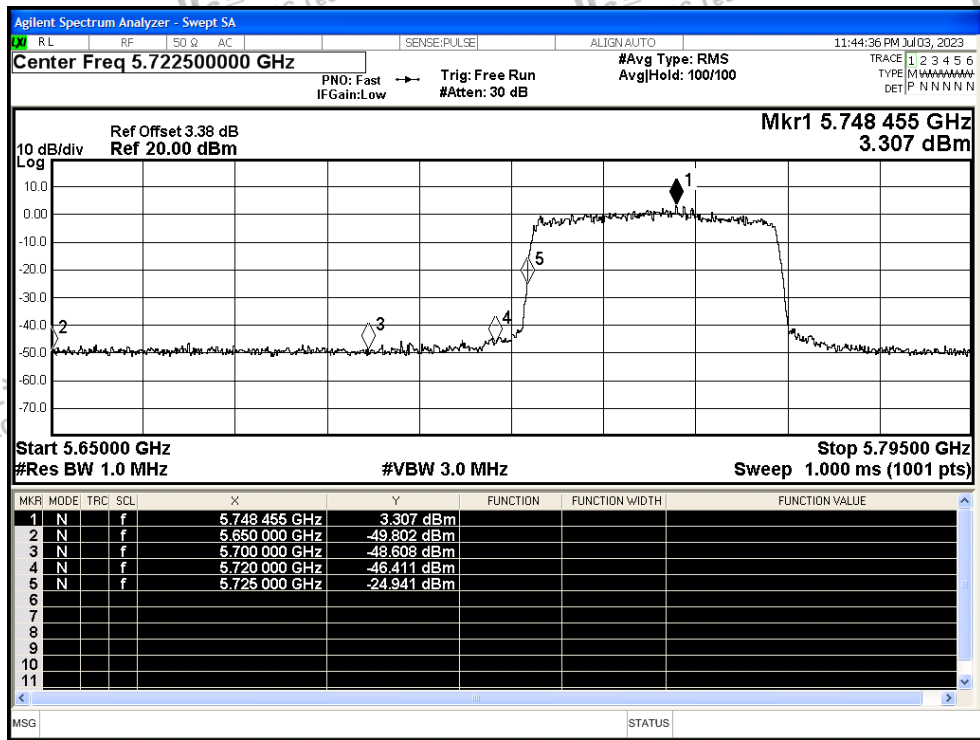 Agilent Spectrum Analyzer - Swept SA
LXI RL RF 50 Ω AC SENSE:PULSE ALIGN AUTO 11:44:36 PM Jul 03, 2023
Center Freq 5.722500000 GHz
PNO: Fast
IFGain:Low
Trig: Free Run
#Atten: 30 dB
#Avg Type: RMS
Avg|Hold: 100/100
TRACE 1 2 3 4 5 6
TYPE M
DET P N N N N N
Mkr1 5.748 455 GHz
3.307 dBm
Ref Offset 3.38 dB
Ref 20.00 dBm
10 dB/div
Log
10.0
0.00
-10.0
-20.0
-30.0
-40.0
-50.0
-60.0
-70.0
1
5
4
3
2
Start 5.65000 GHz Stop 5.79500 GHz
#Res BW 1.0 MHz #VBW 3.0 MHz Sweep 1.000 ms (1001 pts)
MKR MODE TRC SCL X Y FUNCTION FUNCTION WIDTH FUNCTION VALUE
1 N f 5.748 455 GHz 3.307 dBm
2 N f 5.650 000 GHz -49.802 dBm
3 N f 5.700 000 GHz -48.608 dBm
4 N f 5.720 000 GHz -46.411 dBm
5 N f 5.725 000 GHz -24.941 dBm
6
7
8
9
10
11
MSG STATUS